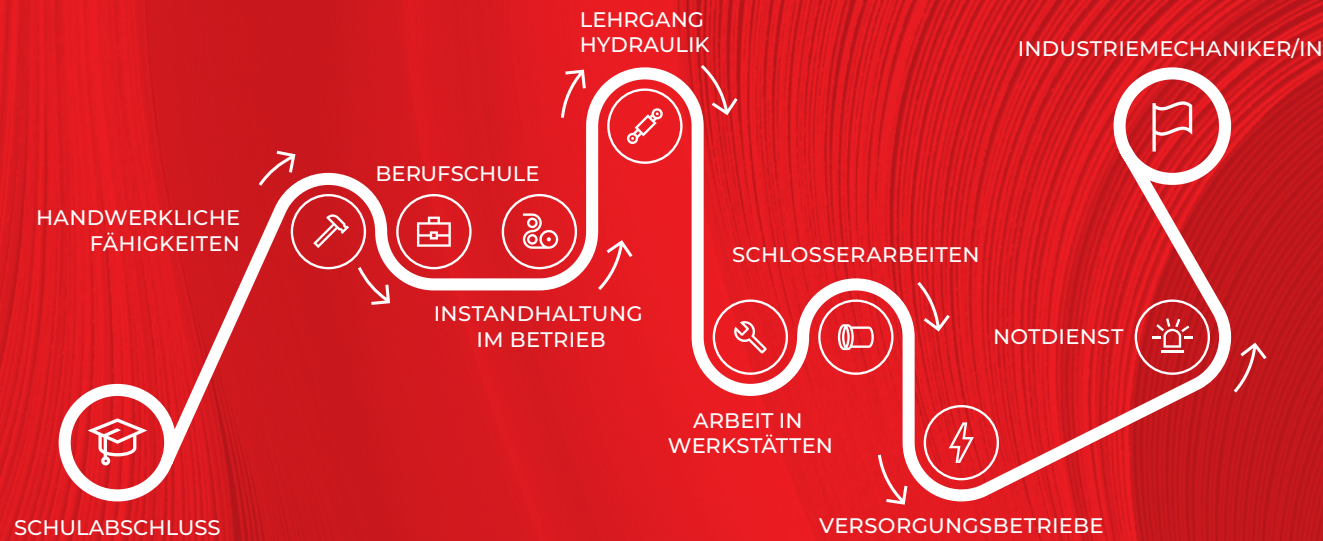 SCHULABSCHLUSS
HANDWERKLICHE
FÄHIGKEITEN
BERUFSCHULE
INSTANDHALTUNG
IM BETRIEB
LEHRGANG
HYDRAULIK
ARBEIT IN
WERKSTÄTTEN
SCHLOSSERARBEITEN
VERSORGUNGSBETRIEBE
NOTDIENST
INDUSTRIEMECHANIKER/IN